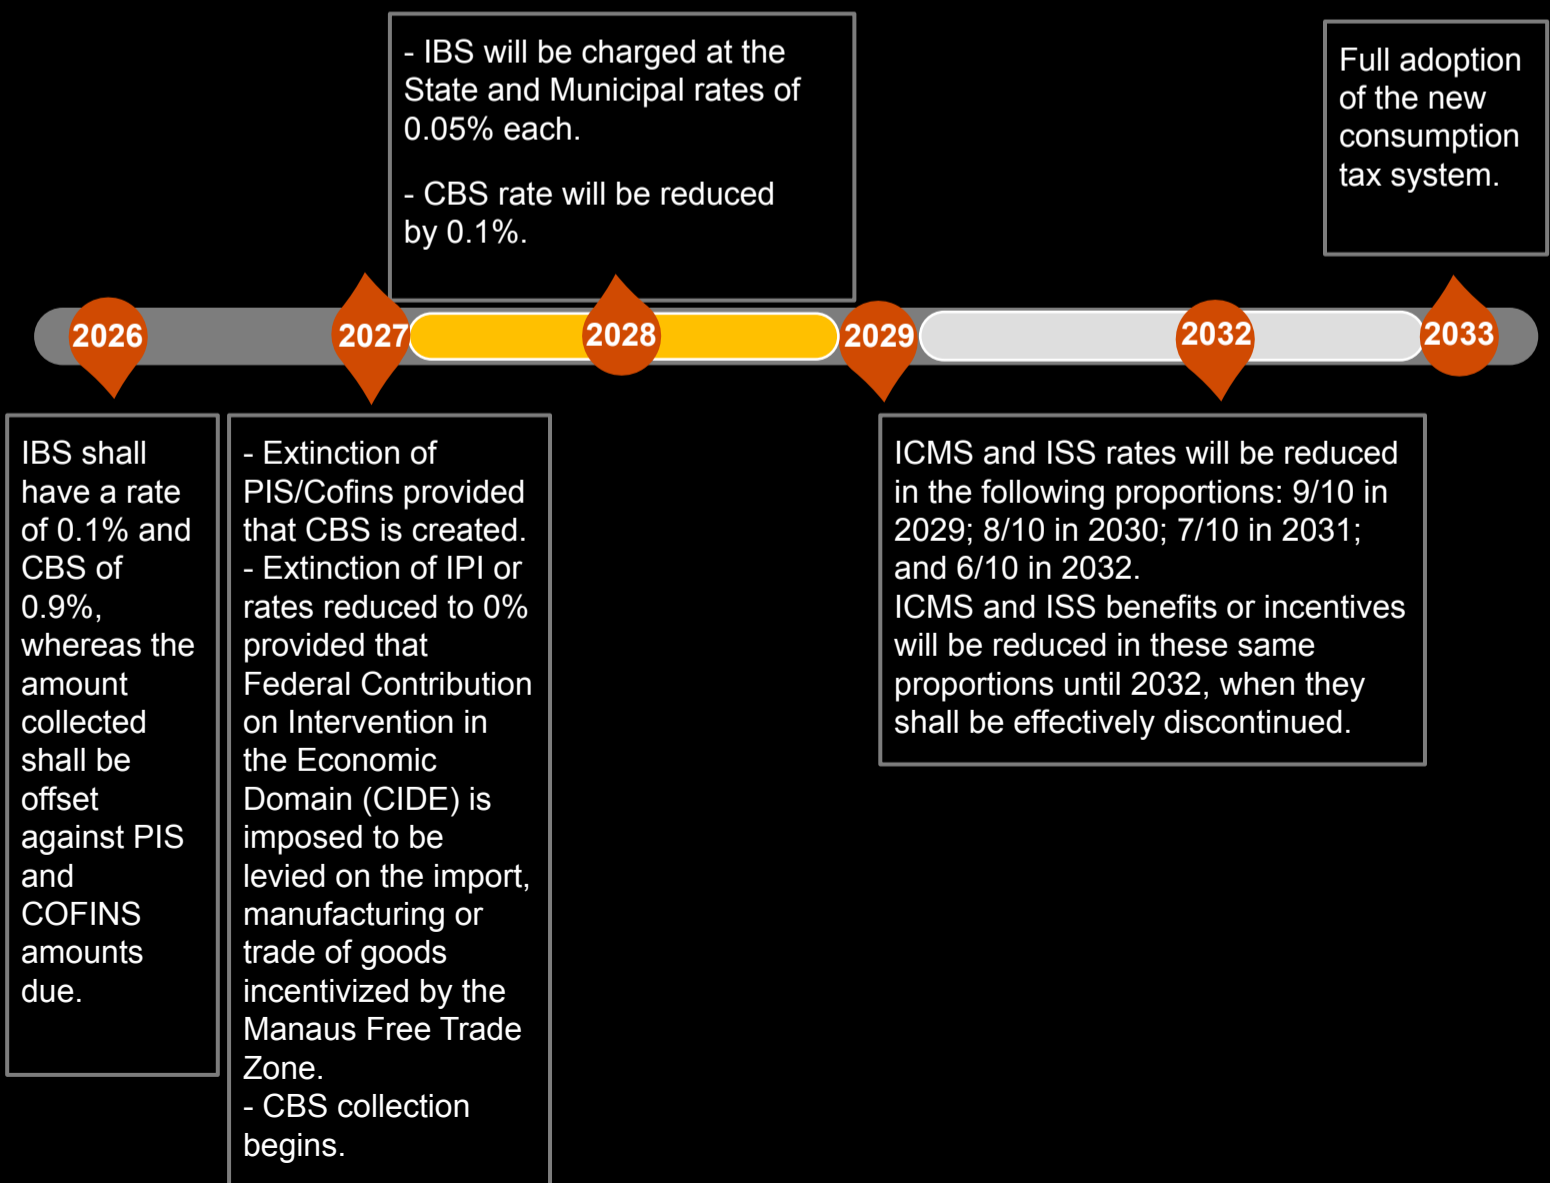 - IBS will be charged at the
State and Municipal rates of
0.05% each.
- CBS rate will be reduced
by 0.1%.
Full adoption
of the new
consumption
tax system.
2026
2027
2028
2029
2032
2033
IBS shall
have a rate
of 0.1% and
CBS of
0.9%,
whereas the
amount
collected
shall be
offset
against PIS
and
COFINS
amounts
due.
- Extinction of
PIS/Cofins provided
that CBS is created.
- Extinction of IPI or
rates reduced to 0%
provided that
Federal Contribution
on Intervention in
the Economic
Domain (CIDE) is
imposed to be
levied on the import,
manufacturing or
trade of goods
incentivized by the
Manaus Free Trade
Zone.
- CBS collection
begins.
ICMS and ISS rates will be reduced
in the following proportions: 9/10 in
2029; 8/10 in 2030; 7/10 in 2031;
and 6/10 in 2032.
ICMS and ISS benefits or incentives
will be reduced in these same
proportions until 2032, when they
shall be effectively discontinued.